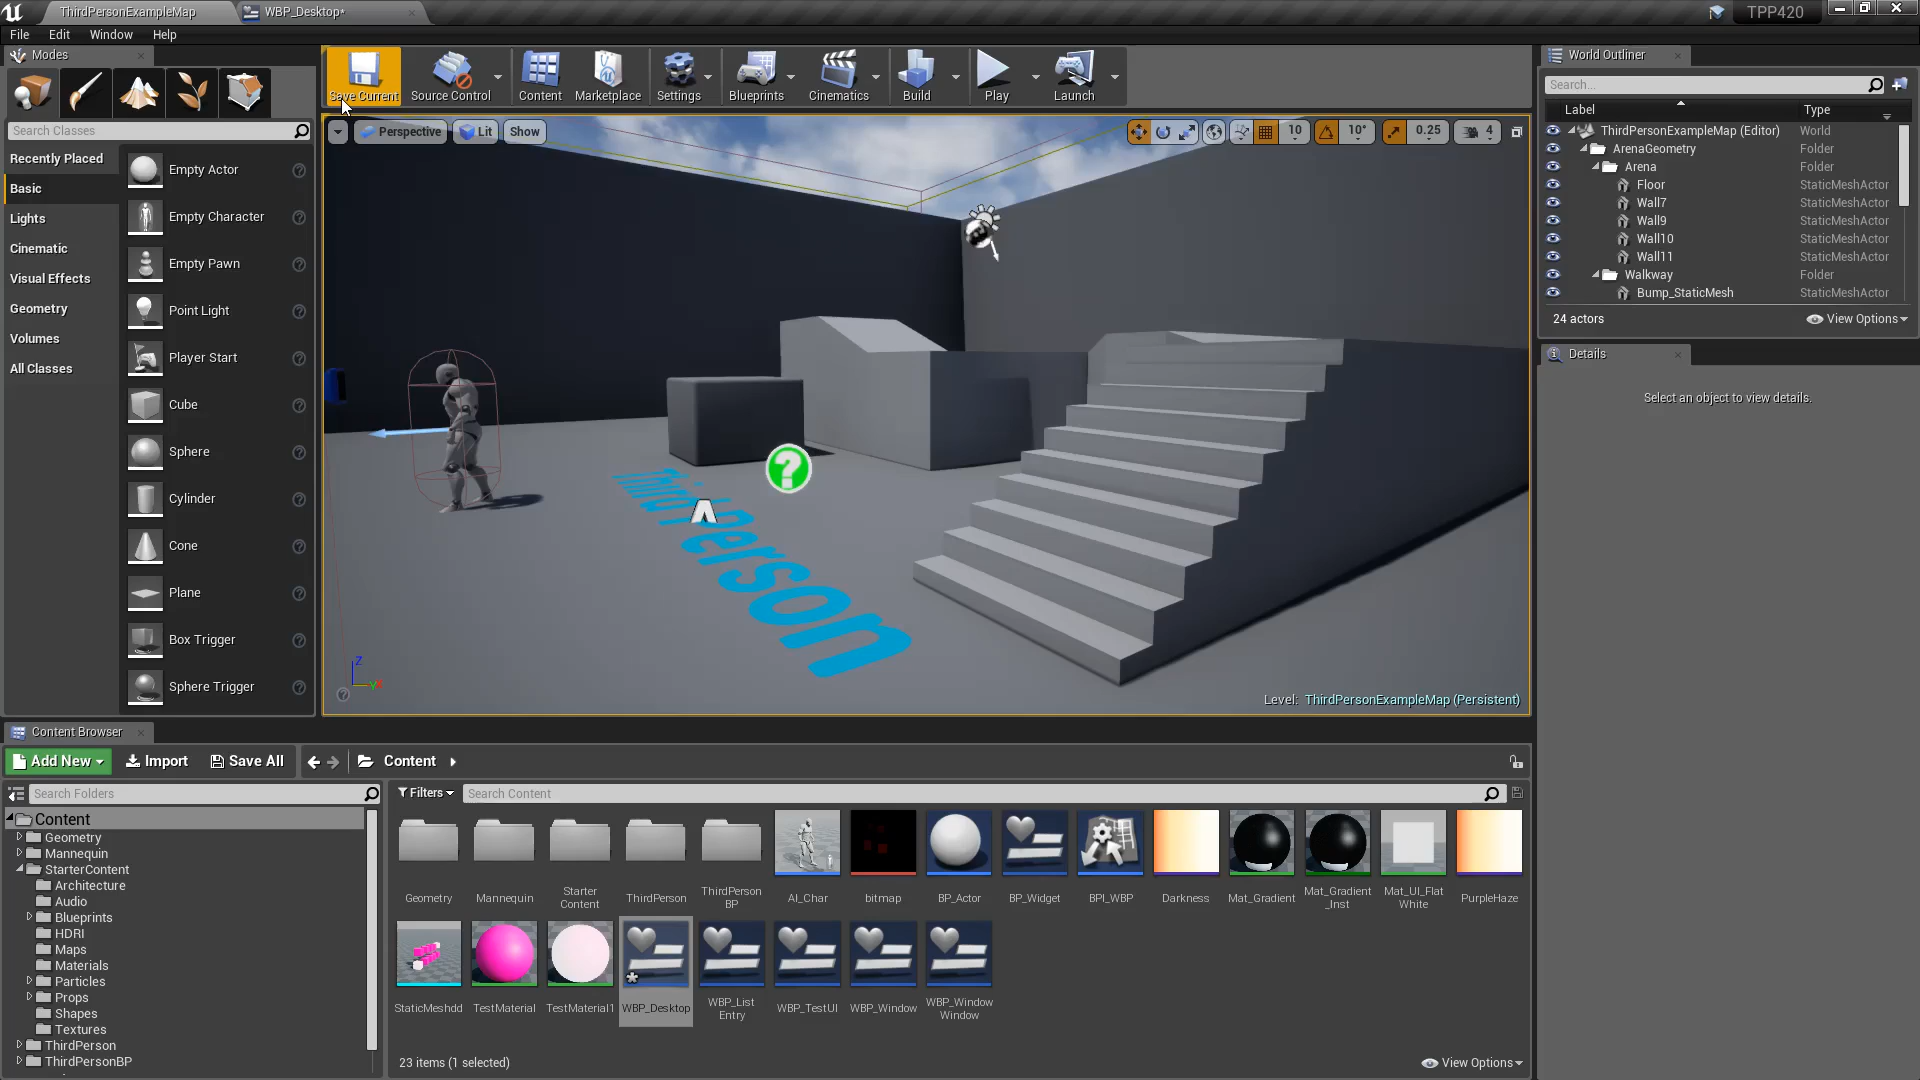 ThirdPersonExampleMap
WBP_Desktop*
TPP420
File Edit Window Help
Modes
Search Classes
Recently Placed
Basic
Lights
Cinematic
Visual Effects
Geometry
Volumes
All Classes
Empty Actor
Empty Character
Empty Pawn
Point Light
Player Start
Cube
Sphere
Cylinder
Cone
Plane
Box Trigger
Sphere Trigger
Save Current
Source Control
Content
Marketplace
Settings
Blueprints
Cinematics
Build
Play
Launch
Perspective
Lit
Show
10
10°
0.25
4
ThirdPerson
Z
Level: ThirdPersonExampleMap (Persistent)
World Outliner
Search...
Label Type
ThirdPersonExampleMap (Editor) World
ArenaGeometry Folder
Arena Folder
Floor StaticMeshActor
Wall7 StaticMeshActor
Wall9 StaticMeshActor
Wall10 StaticMeshActor
Wall11 StaticMeshActor
Walkway Folder
Bump_StaticMesh StaticMeshActor
24 actors
View Options
Details
Select an object to view details.
Content Browser
Add New
Import
Save All
Content
Search Folders
Content
Geometry
Mannequin
StarterContent
Architecture
Audio
Blueprints
HDRI
Maps
Materials
Particles
Props
Shapes
Textures
ThirdPerson
ThirdPersonBP
Filters
Search Content
Geometry
Mannequin
Starter
Content
ThirdPerson
ThirdPerson
BP
AI_Char
bitmap
BP_Actor
BP_Widget
BPI_WBP
Darkness
Mat_Gradient
Mat_Gradient
_Inst
Mat_UI_Flat
White
PurpleHaze
StaticMeshdd
TestMaterial
TestMaterial1
WBP_Desktop
WBP_List
Entry
WBP_TestUI
WBP_Window
WBP_Window
Window
23 items (1 selected)
View Options